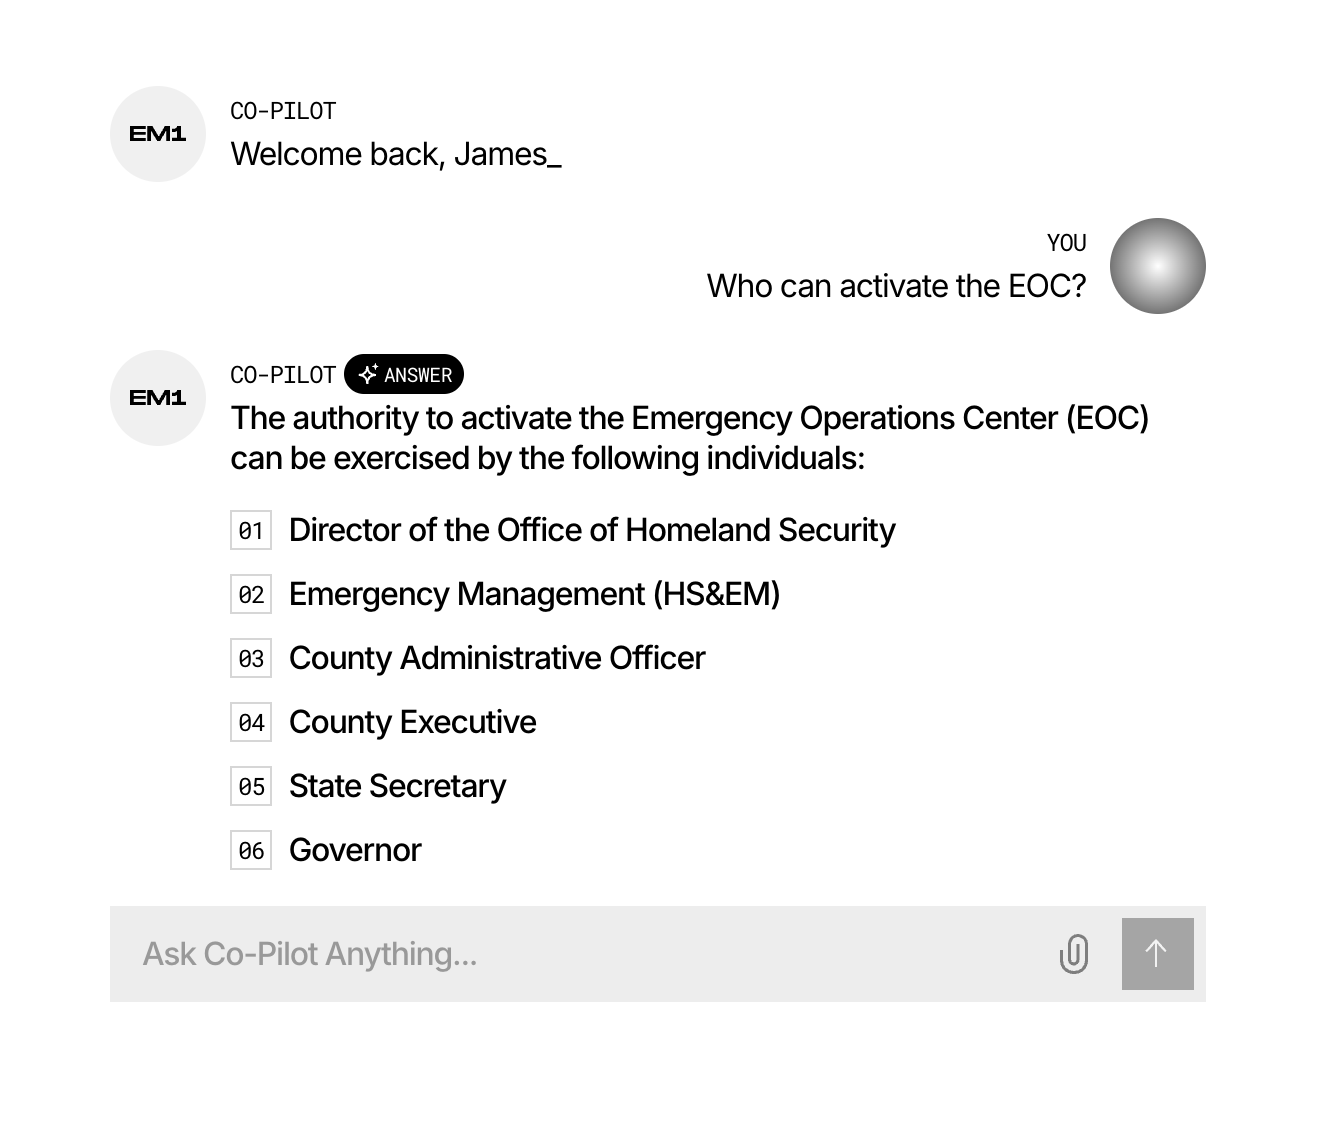 EM1
CO-PILOT
Welcome back, James_
YOU
Who can activate the EOC?
EM1
CO-PILOT ANSWER
The authority to activate the Emergency Operations Center (EOC)
can be exercised by the following individuals:
01 Director of the Office of Homeland Security
02 Emergency Management (HS&EM)
03 County Administrative Officer
04 County Executive
05 State Secretary
06 Governor
Ask Co-Pilot Anything...